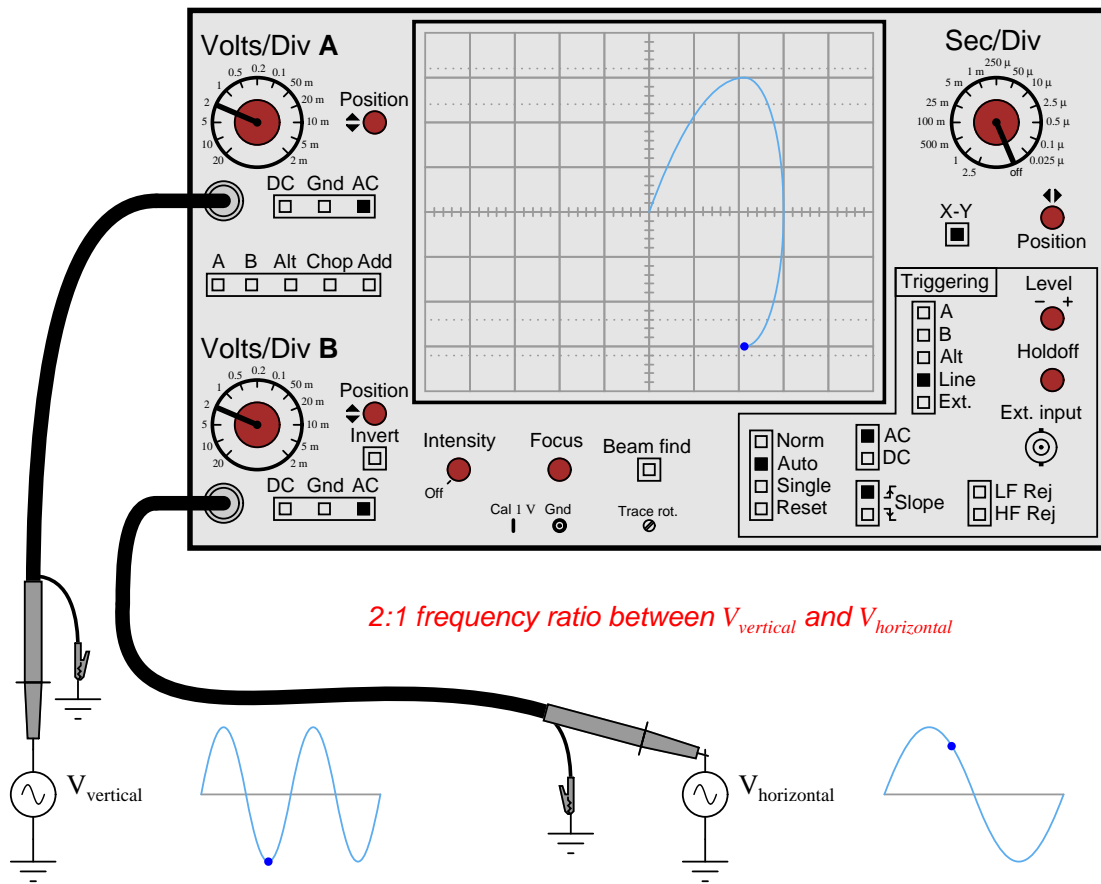 Volts/Div A
0.5 0.2 0.1
1 50 m
2 20 m
5 10 m
10 5 m
20 2 m
Position
DC Gnd AC
A B Alt Chop Add
Volts/Div B
0.5 0.2 0.1
1 50 m
2 20 m
5 10 m
10 5 m
20 2 m
Position
Invert
DC Gnd AC
Intensity
Off
Focus
Beam find
Cal 1 V Gnd Trace rot.
Sec/Div
250 µ
1 m 50 µ
5 m 10 µ
25 m 2.5 µ
100 m 0.5 µ
500 m 0.1 µ
1 0.025 µ
2.5 off
X-Y
Position
Triggering
A
B
Alt
Line
Ext.
Level
− +
Holdoff
Ext. input
Norm
Auto
Single
Reset
AC
DC
Slope
LF Rej
HF Rej
2:1 frequency ratio between Vvertical and Vhorizontal
Vvertical
Vhorizontal